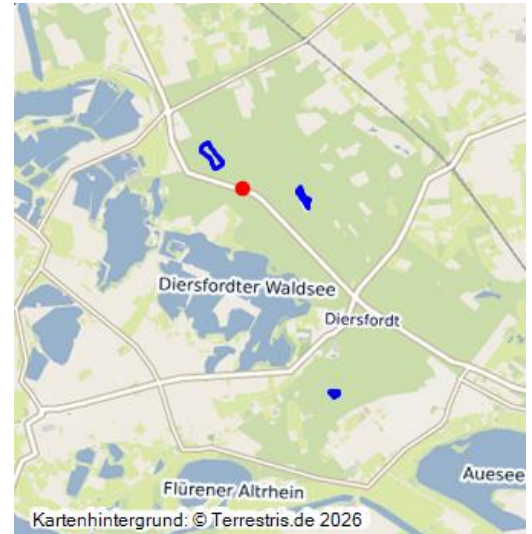 Diersfordter Waldsee
Diersfordt
Auesee
Flürener Altrhein
Kartenhintergrund: © Terrestris.de 2026